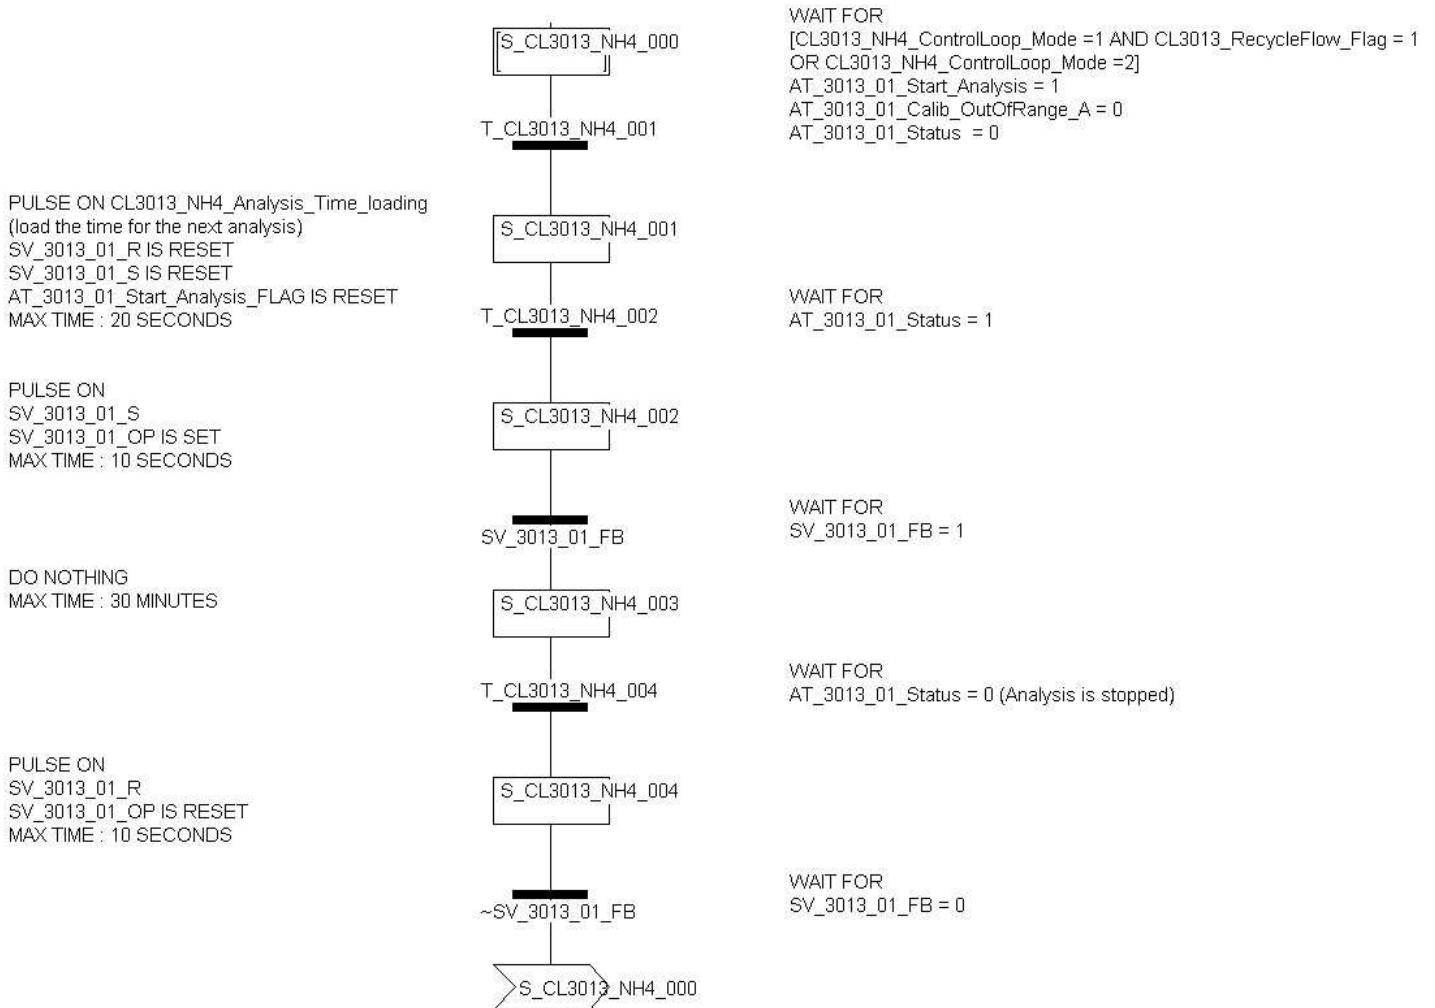 S_CL3013_NH4_000
WAIT FOR
[CL3013_NH4_ControlLoop_Mode =1 AND CL3013_RecycleFlow_Flag = 1
OR CL3013_NH4_ControlLoop_Mode =2]
AT_3013_01_Start_Analysis = 1
AT_3013_01_Calib_OutOfRange_A = 0
AT_3013_01_Status  = 0
T_CL3013_NH4_001
PULSE ON CL3013_NH4_Analysis_Time_loading
(load the time for the next analysis)
SV_3013_01_R IS RESET
SV_3013_01_S IS RESET
AT_3013_01_Start_Analysis_FLAG IS RESET
MAX TIME : 20 SECONDS
S_CL3013_NH4_001
T_CL3013_NH4_002
WAIT FOR
AT_3013_01_Status = 1
PULSE ON
SV_3013_01_S
SV_3013_01_OP IS SET
MAX TIME : 10 SECONDS
S_CL3013_NH4_002
SV_3013_01_FB
WAIT FOR
SV_3013_01_FB = 1
DO NOTHING
MAX TIME : 30 MINUTES
S_CL3013_NH4_003
T_CL3013_NH4_004
WAIT FOR
AT_3013_01_Status = 0 (Analysis is stopped)
PULSE ON
SV_3013_01_R
SV_3013_01_OP IS RESET
MAX TIME : 10 SECONDS
S_CL3013_NH4_004
~SV_3013_01_FB
WAIT FOR
SV_3013_01_FB = 0
S_CL3013_NH4_000